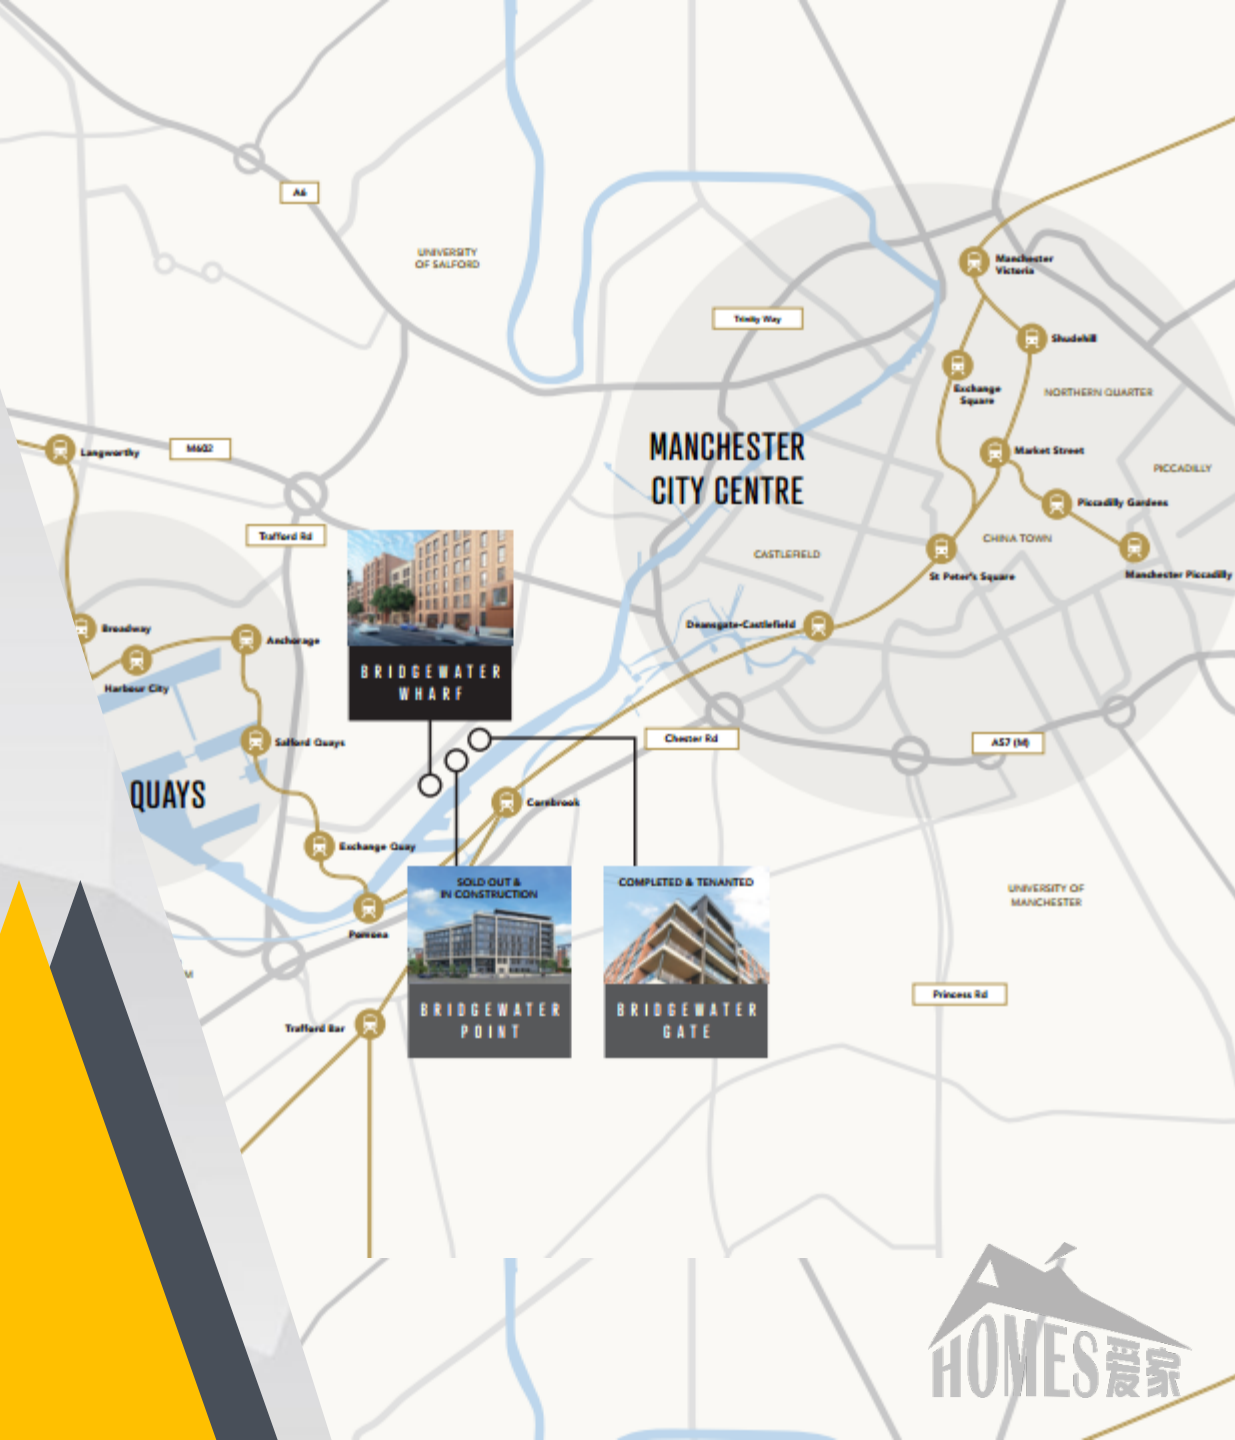 A6
UNIVERSITY
OF SALFORD
Manchester
Victoria
Trinity Way
Shudehill
Exchange
Square
NORTHERN QUARTER
MANCHESTER
CITY CENTRE
Langworthy
M602
Market Street
PICCADILLY
Piccadilly Gardens
Trafford Rd
CHINA TOWN
CASTLEFIELD
St Peter's Square
Manchester Piccadilly
Deansgate-Castlefield
Broadway
Anchorage
Harbour City
BRIDGEWATER
WHARF
Salford Quays
Chester Rd
A57 (M)
QUAYS
Cornbrook
Exchange Quay
SOLD OUT &
IN CONSTRUCTION
COMPLETED & TENANTED
UNIVERSITY OF
MANCHESTER
Pomona
M
Princess Rd
BRIDGEWATER
POINT
BRIDGEWATER
GATE
Trafford Bar
HOMES爱家